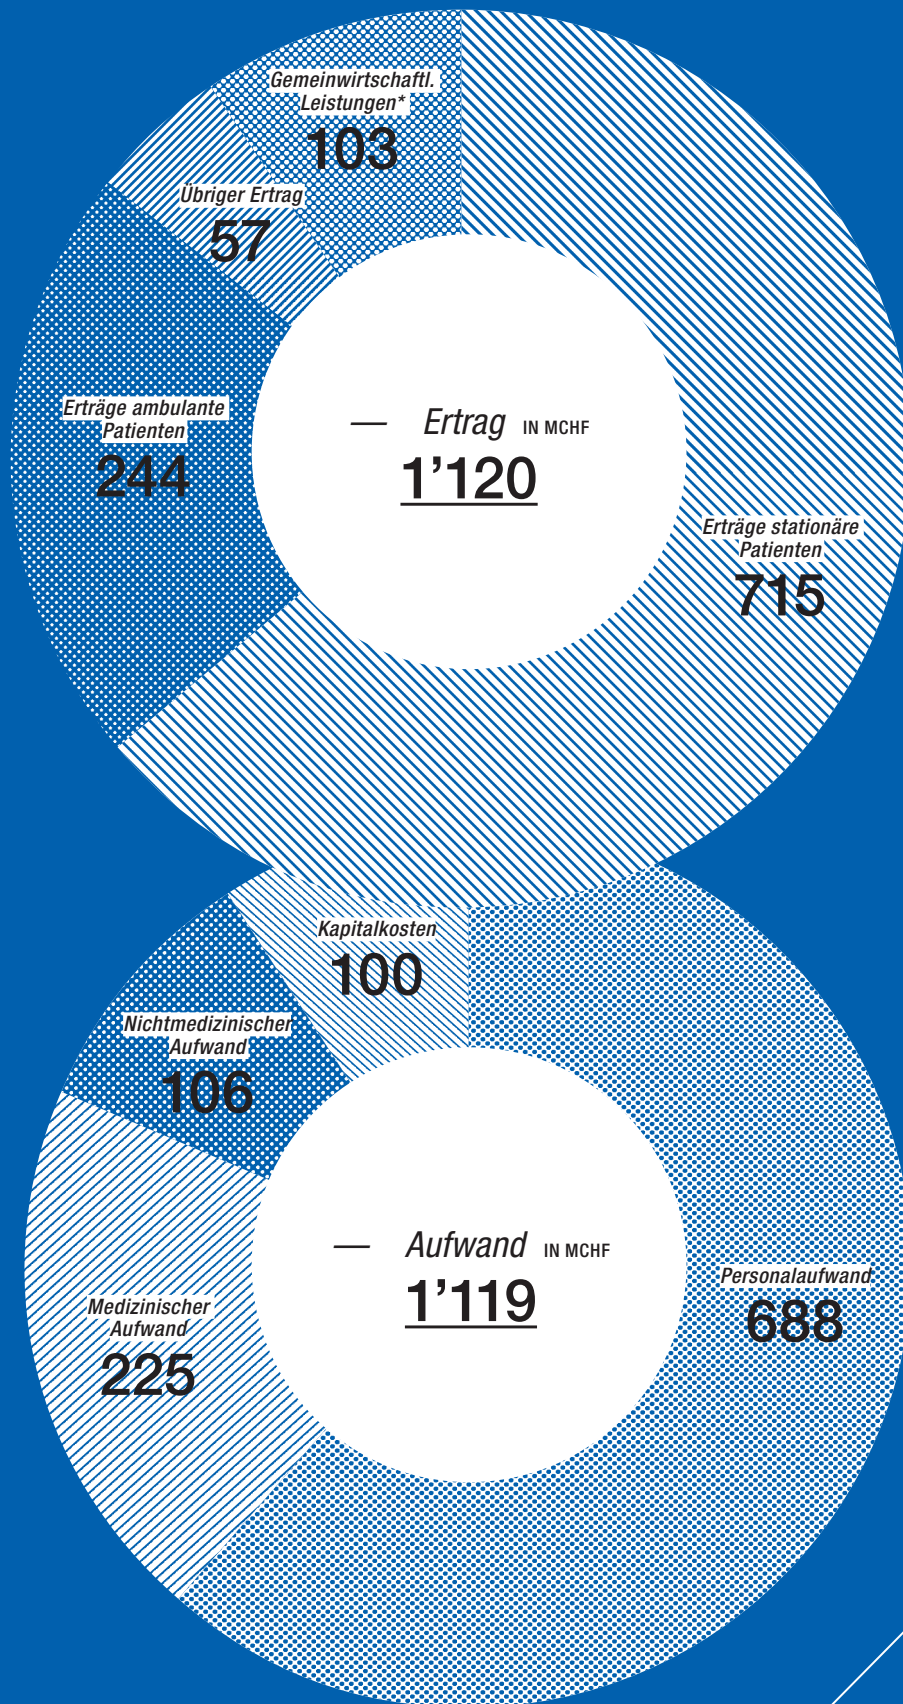 Gemeinwirtschaftl.
Leistungen*
103
Übriger Ertrag
57
Erträge ambulante
Patienten
244
— Ertrag IN MCHF
1’120
Erträge stationäre
Patienten
715
Kapitalkosten
100
Nichtmedizinischer
Aufwand
106
— Aufwand IN MCHF
1’119
Personalaufwand
688
Medizinischer
Aufwand
225